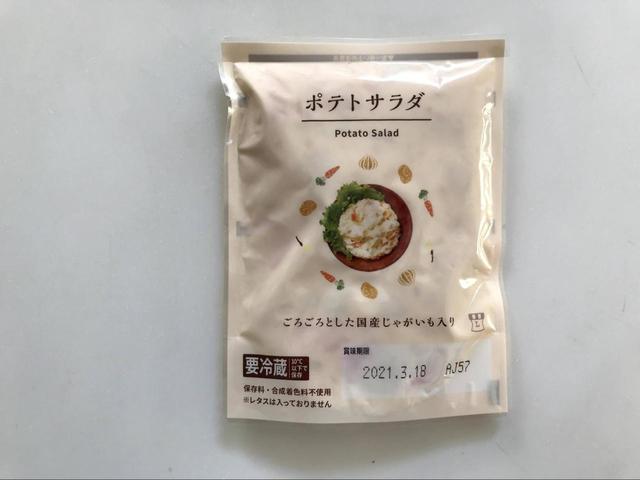 ポテトサラダ
Potato Salad
ごろごろとした国産じゃがいも入り
要冷蔵
10℃
以下で
保存
賞味期限
2021.3.18 AJ57
保存料・合成着色料不使用
※レタスは入っておりません